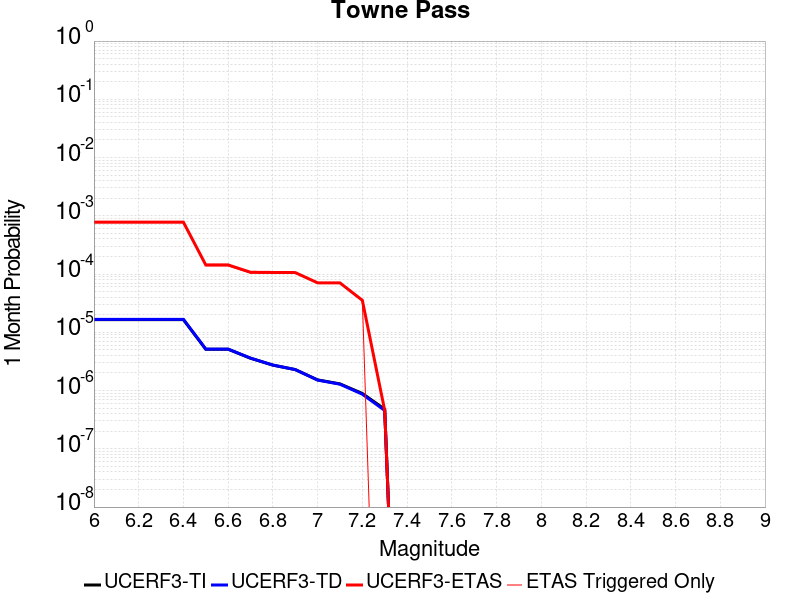 Towne Pass
10^0
10^-1
10^-2
10^-3
10^-4
10^-5
10^-6
10^-7
10^-8
1 Month Probability
6 6.2 6.4 6.6 6.8 7 7.2 7.4 7.6 7.8 8 8.2 8.4 8.6 8.8 9
Magnitude
UCERF3-TI UCERF3-TD UCERF3-ETAS ETAS Triggered Only